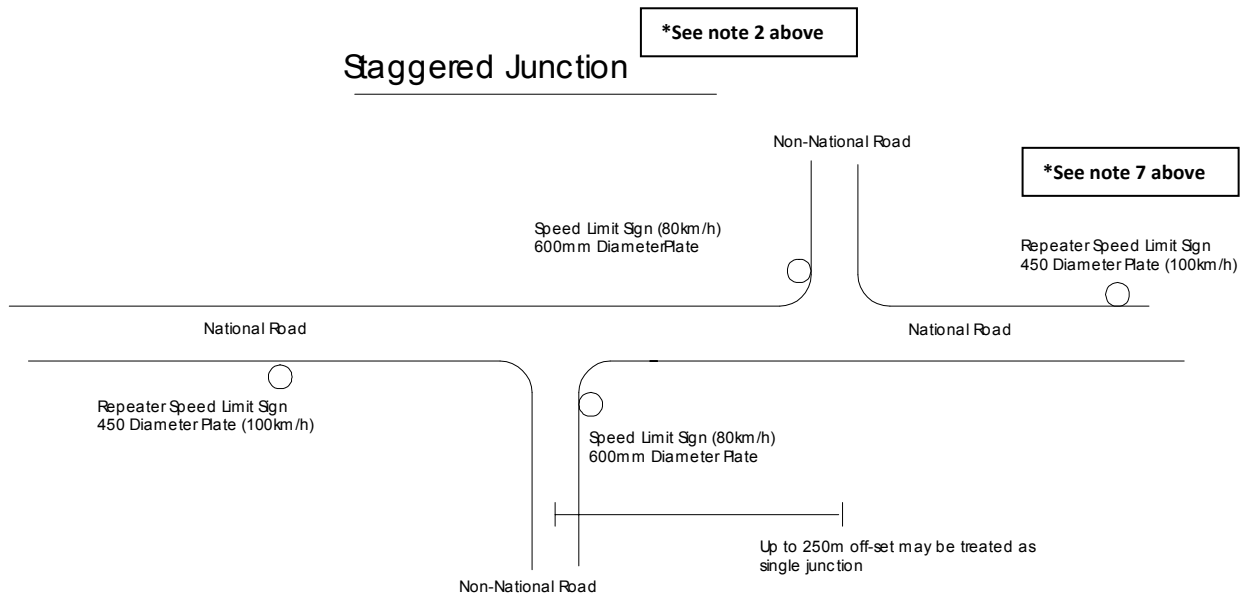 *See note 2 above
Staggered Junction
Non-National Road
*See note 7 above
Speed Limit Sign (80km/h)
600mm DiameterPlate
Repeater Speed Limit Sign
450 Diameter Plate (100km/h)
National Road
National Road
Repeater Speed Limit Sign
450 Diameter Plate (100km/h)
Speed Limit Sign (80km/h)
600mm Diameter Plate
Up to 250m off-set may be treated as
single junction
Non-National Road